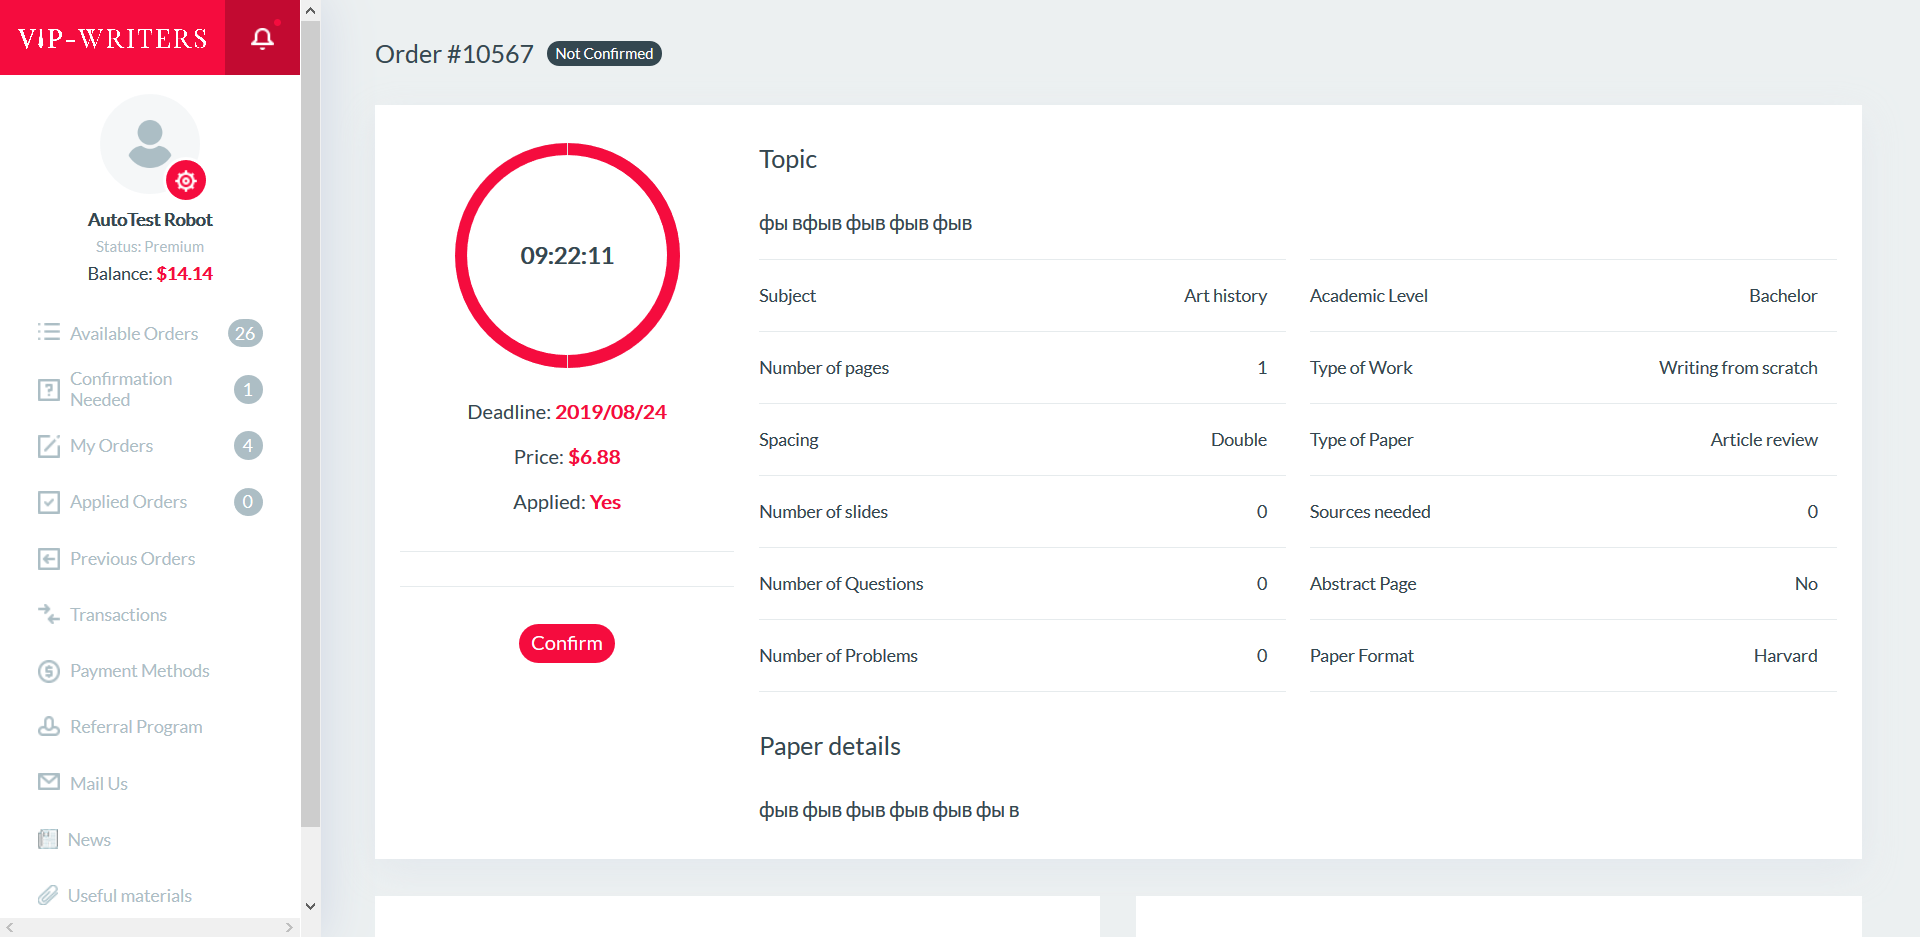 VIP-WRITERS
AutoTest Robot
Status: Premium
Balance: $14.14
Available Orders 26
Confirmation
Needed 1
My Orders 4
Applied Orders 0
Previous Orders
Transactions
Payment Methods
Referral Program
Mail Us
News
Useful materials
Order #10567 Not Confirmed
09:22:11
Deadline: 2019/08/24
Price: $6.88
Applied: Yes
Confirm
Topic
фы вфыв фыв фыв фыв
Subject Art history
Academic Level Bachelor
Number of pages 1
Type of Work Writing from scratch
Spacing Double
Type of Paper Article review
Number of slides 0
Sources needed 0
Number of Questions 0
Abstract Page No
Number of Problems 0
Paper Format Harvard
Paper details
фыв фыв фыв фыв фыв фы в